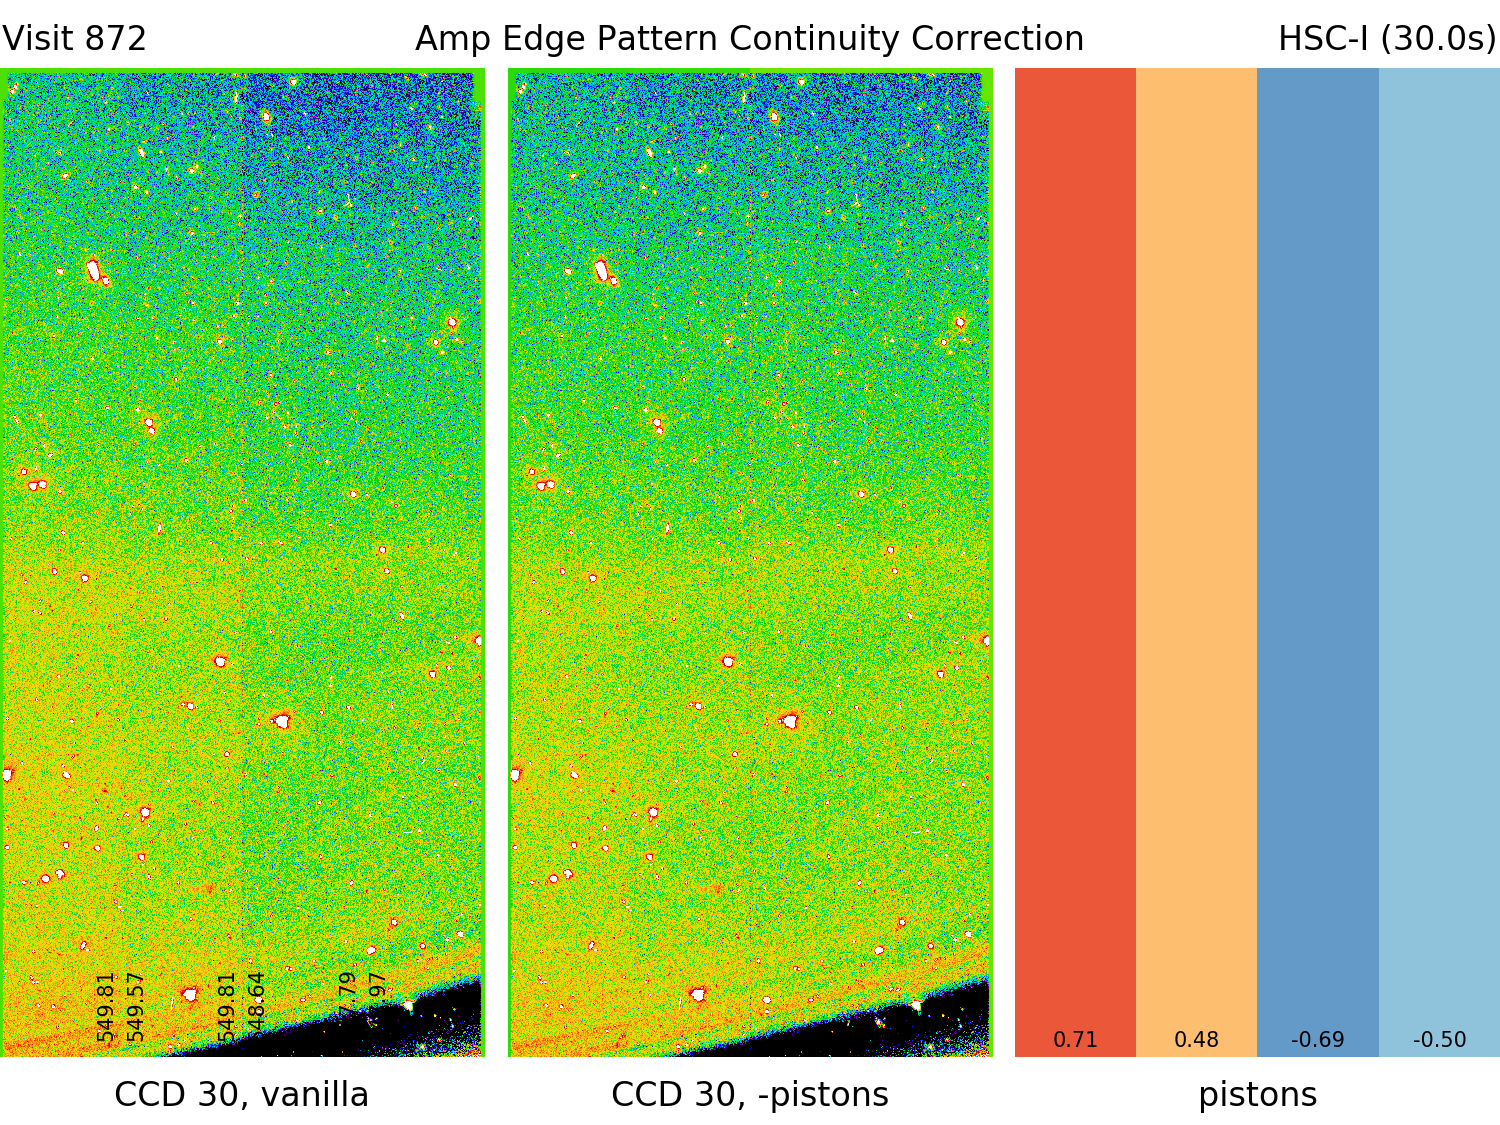 Visit 872
Amp Edge Pattern Continuity Correction
HSC-I (30.0s)
549.81
549.57
549.81
48.64
7.79
.97
0.71
0.48
-0.69
-0.50
CCD 30, vanilla
CCD 30, -pistons
pistons